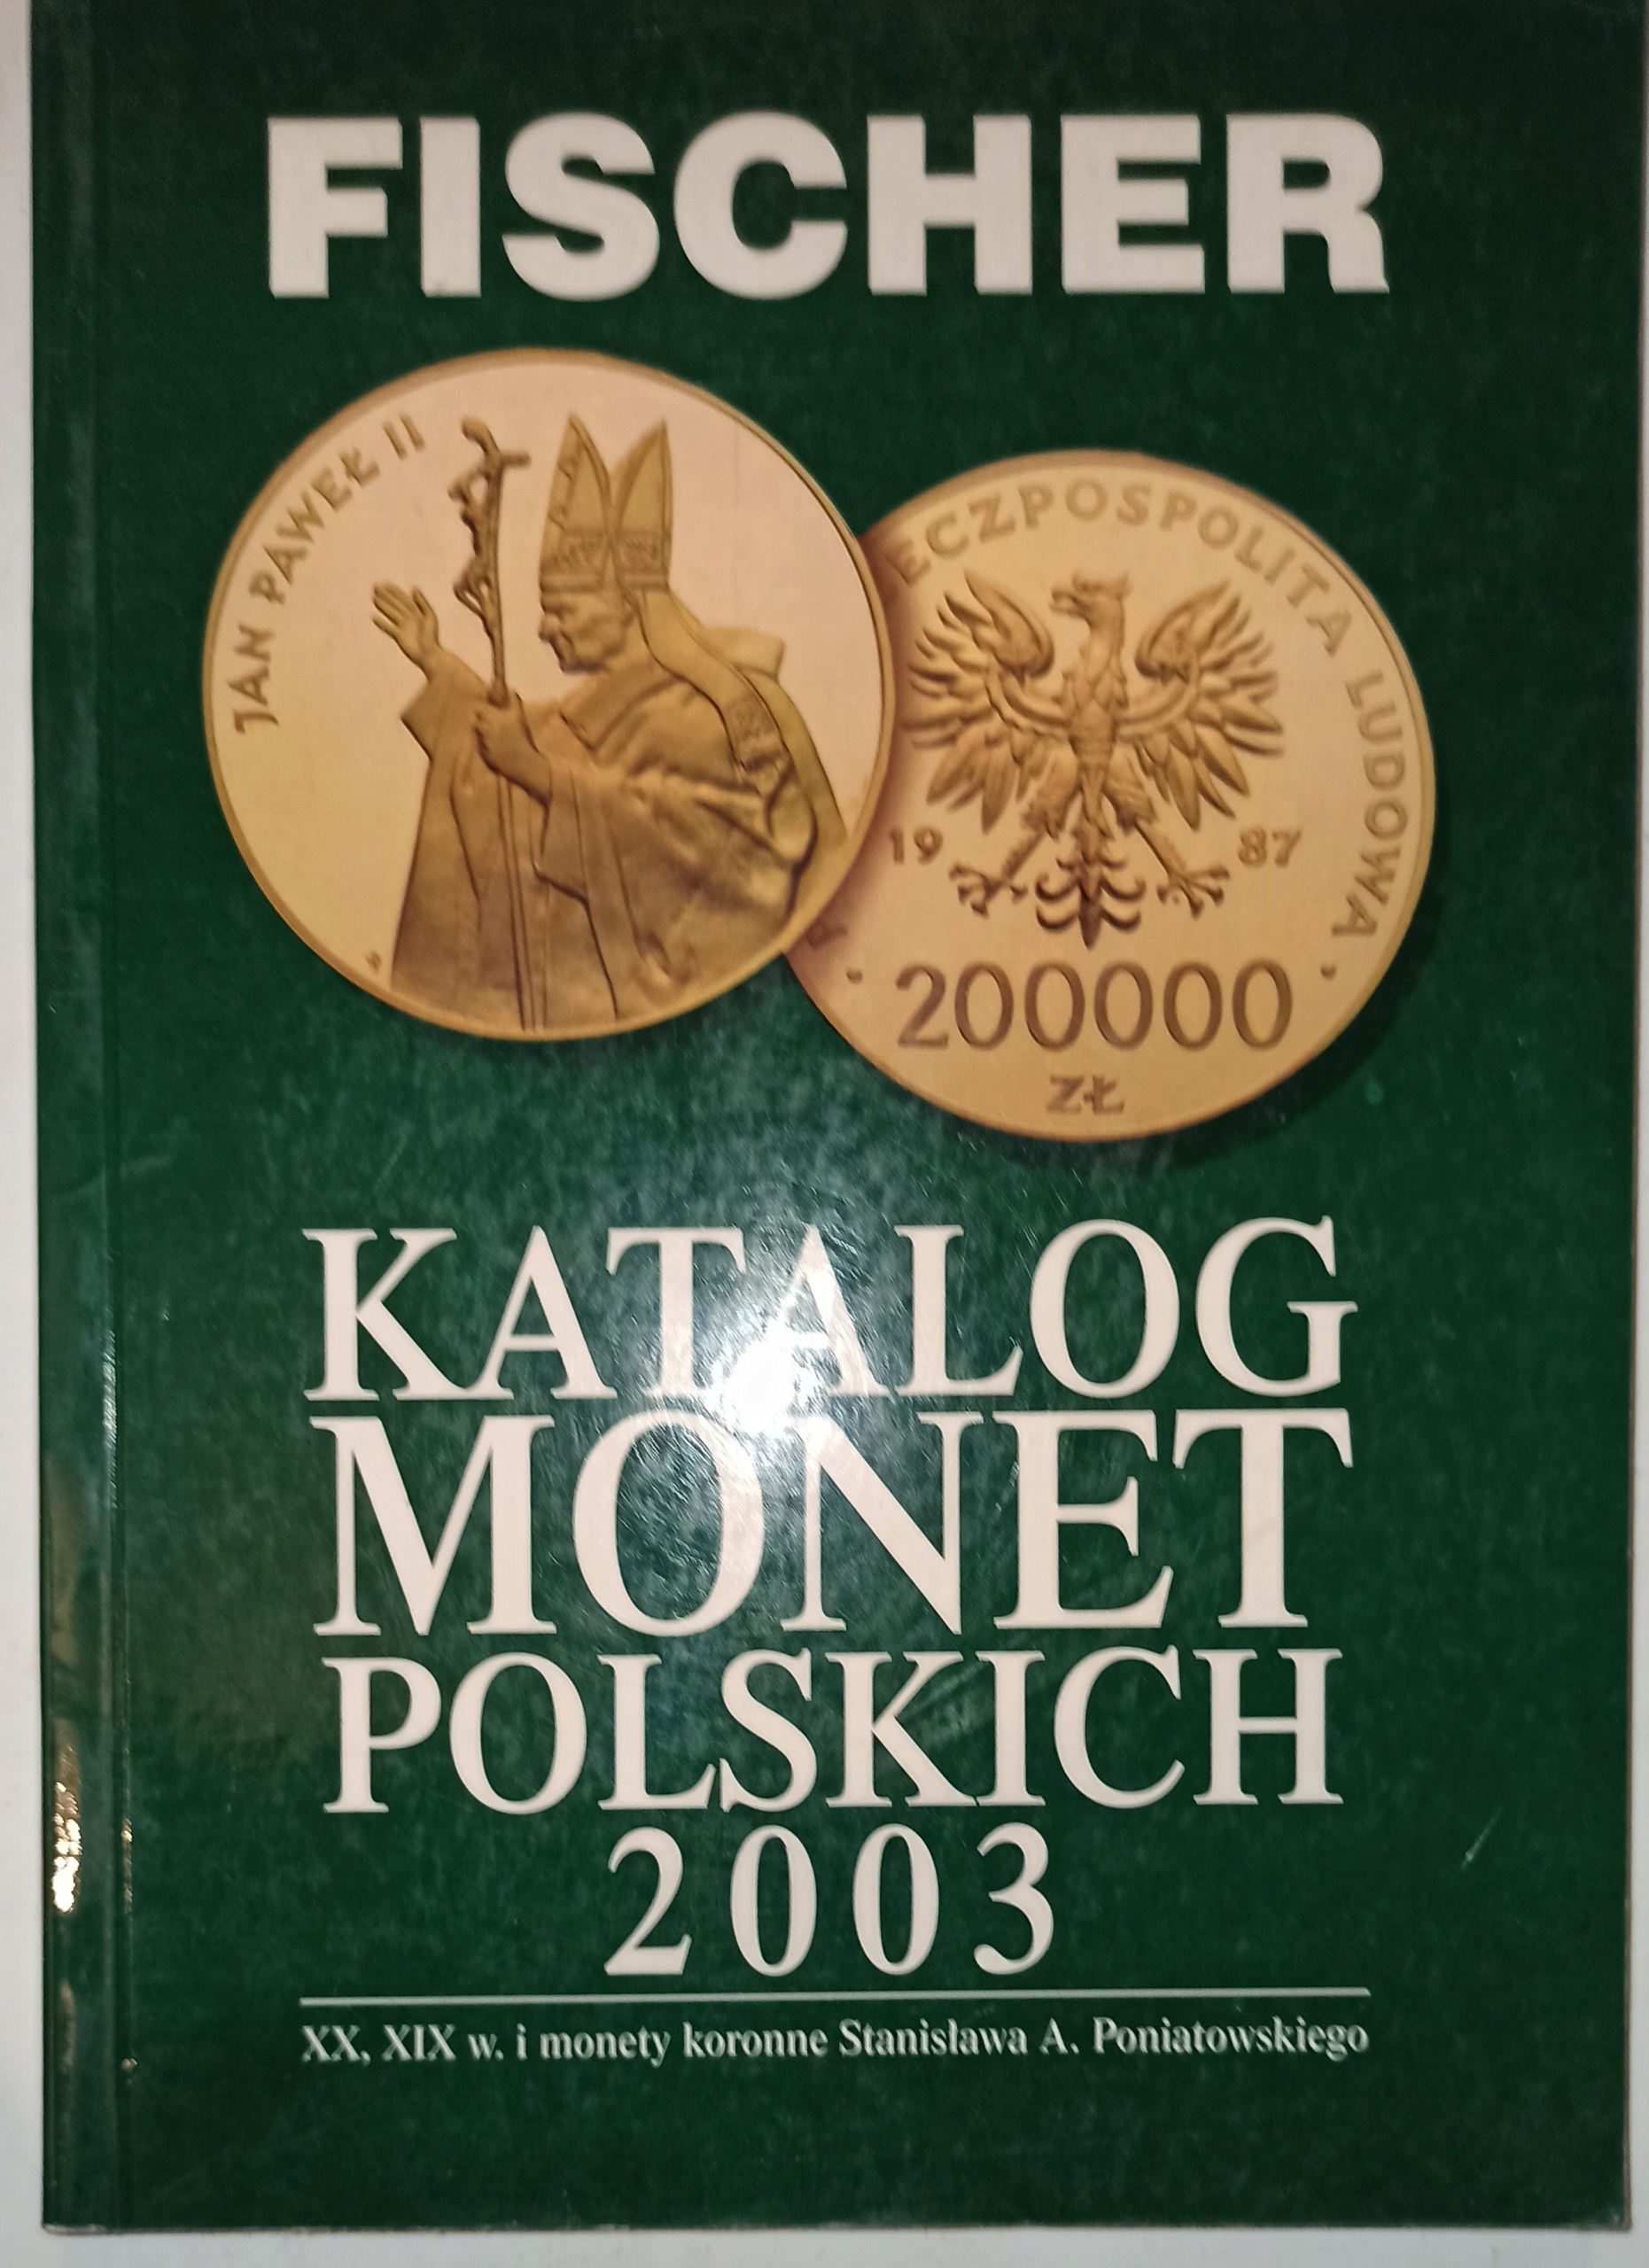 FISCHER
JAN PAWEŁ II
ECZPOSPOLITA LUDOWA
19 87
200000
ZŁ
KATALOG
MONET
POLSKICH
2003
XX, XIX w. i monety koronne Stanisława A. Poniatowskiego